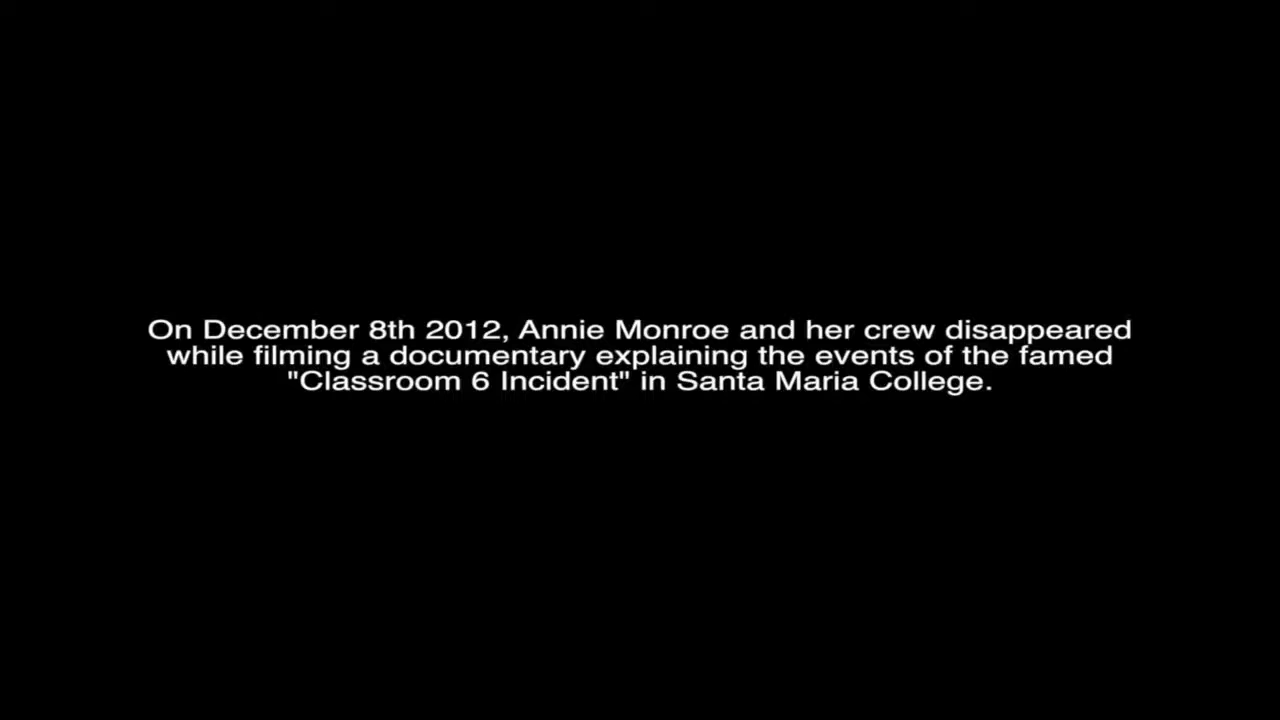 On December 8th 2012, Annie Monroe and her crew disappeared
while filming a documentary explaining the events of the famed
"Classroom 6 Incident" in Santa Maria College.